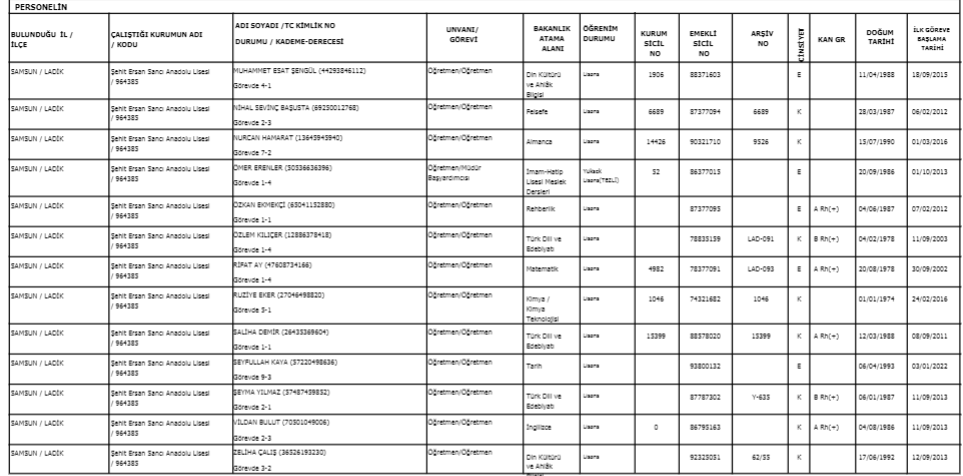 PERSONELİN
BULUNDUĞU İL / İLÇE	ÇALIŞTIĞI KURUMUN ADI / KODU	ADI SOYADI /TC KİMLİK NO DURUMU / KADEME-DERECESİ	UNVANI/ GÖREVİ	BAKANLIK ATAMA ALANI	ÖĞRENİM DURUMU	KURUM SİCİL NO	EMEKLİ SİCİL NO	ARŞİV NO	CİNSİYET	KAN GR	DOĞUM TARİHİ	İLK GÖREVE BAŞLAMA TARİHİ
SAMSUN / LADİK	Şehit Ersan Sancı Anadolu Lisesi / 964385	MUHAMMET ESAT ŞENGÜL (44293846112) Görevde 4-1	Öğretmen/Öğretmen	Din Kültürü ve Ahlâk Bilgisi	Lisans	1906	88371603	E	11/04/1988	18/09/2015
SAMSUN / LADİK	Şehit Ersan Sancı Anadolu Lisesi / 964385	NİHAL SEVİNÇ BAŞUSTA (69250012768) Görevde 2-3	Öğretmen/Öğretmen	Felsefe	Lisans	6689	87377094	6689	K	28/03/1987	06/02/2012
SAMSUN / LADİK	Şehit Ersan Sancı Anadolu Lisesi / 964385	NURCAN HAMARAT (13645945940) Görevde 7-2	Öğretmen/Öğretmen	Almanca	Lisans	14426	90321710	9526	K	15/07/1990	01/03/2016
SAMSUN / LADİK	Şehit Ersan Sancı Anadolu Lisesi / 964385	ÖMER ERENLER (50536636396) Görevde 1-4	Öğretmen/Müdür Başyardımcısı	İmam-Hatip Lisesi Meslek Dersleri	Yüksek Lisans(TEZLİ)	52	86377015	E	20/09/1986	01/10/2013
SAMSUN / LADİK	Şehit Ersan Sancı Anadolu Lisesi / 964385	ÖZKAN EKMEKÇİ (65041152880) Görevde 1-1	Öğretmen/Öğretmen	Rehberlik	Lisans	87377095	E	A Rh(+)	04/06/1987	07/02/2012
SAMSUN / LADİK	Şehit Ersan Sancı Anadolu Lisesi / 964385	ÖZLEM KILIÇER (12886378418) Görevde 1-4	Öğretmen/Öğretmen	Türk Dili ve Edebiyatı	Lisans	78835159	LAD-091	K	B Rh(+)	04/02/1978	11/09/2003
SAMSUN / LADİK	Şehit Ersan Sancı Anadolu Lisesi / 964385	RİFAT AY (47608734166) Görevde 1-4	Öğretmen/Öğretmen	Matematik	Lisans	4982	78377091	LAD-093	E	A Rh(+)	20/08/1978	30/09/2002
SAMSUN / LADİK	Şehit Ersan Sancı Anadolu Lisesi / 964385	RUZİYE EKER (27046498820) Görevde 5-1	Öğretmen/Öğretmen	Kimya / Kimya Teknolojisi	Lisans	1046	74321682	1046	K	01/01/1974	24/02/2016
SAMSUN / LADİK	Şehit Ersan Sancı Anadolu Lisesi / 964385	SALİHA DEMİR (26435369604) Görevde 1-1	Öğretmen/Öğretmen	Türk Dili ve Edebiyatı	Lisans	15399	88578020	15399	K	A Rh(+)	12/03/1988	08/09/2011
SAMSUN / LADİK	Şehit Ersan Sancı Anadolu Lisesi / 964385	SEYFULLAH KAYA (57220498636) Görevde 9-3	Öğretmen/Öğretmen	Tarih	Lisans	93800132	E	06/04/1993	03/01/2022
SAMSUN / LADİK	Şehit Ersan Sancı Anadolu Lisesi / 964385	ŞEYMA YILMAZ (37487459852) Görevde 2-1	Öğretmen/Öğretmen	Türk Dili ve Edebiyatı	Lisans	87787302	Y-635	K	B Rh(+)	06/01/1987	11/09/2013
SAMSUN / LADİK	Şehit Ersan Sancı Anadolu Lisesi / 964385	VİLDAN BULUT (70501049006) Görevde 2-3	Öğretmen/Öğretmen	İngilizce	Lisans	0	86795163	K	A Rh(+)	04/08/1986	11/09/2013
SAMSUN / LADİK	Şehit Ersan Sancı Anadolu Lisesi / 964385	ZELİHA ÇALIŞ (36526193230) Görevde 3-2	Öğretmen/Öğretmen	Din Kültürü ve Ahlâk	Lisans	92325051	62/55	K	17/06/1992	12/09/2013